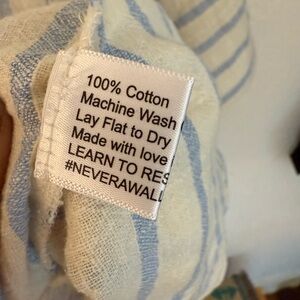 100% Cotton
Machine Wash
Lay Flat to Dry
Made with love
LEARN TO RES
#NEVERAWALL